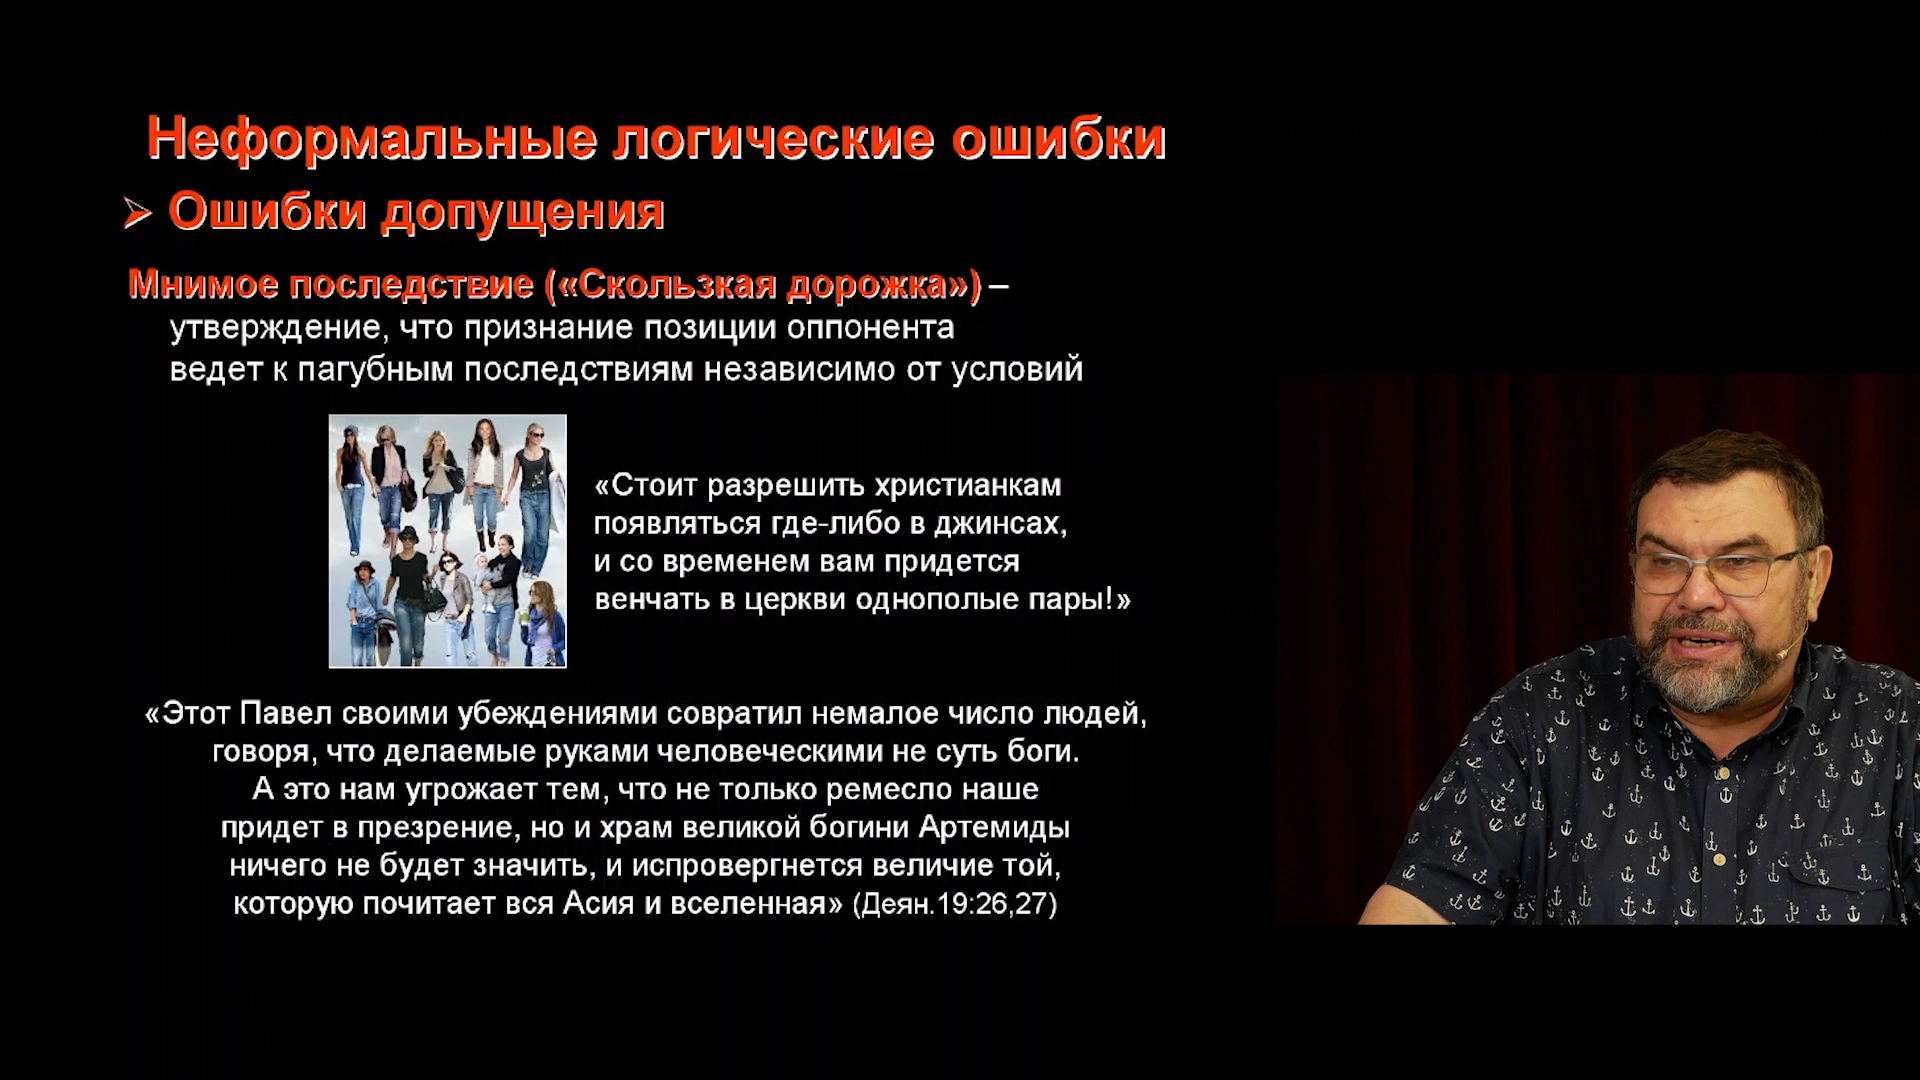 Неформальные логические ошибки
Ошибки допущения
Мнимое последствие («Скользкая дорожка») –
утверждение, что признание позиции оппонента
ведет к пагубным последствиям независимо от условий
«Стоит разрешить христианкам
появляться где-либо в джинсах,
и со временем вам придется
венчать в церкви однополые пары!»
«Этот Павел своими убеждениями совратил немалое число людей,
говоря, что делаемые руками человеческими не суть боги.
А это нам угрожает тем, что не только ремесло наше
придет в презрение, но и храм великой богини Артемиды
ничего не будет значить, и испровергнется величие той,
которую почитает вся Асия и вселенная» (Деян.19:26,27)